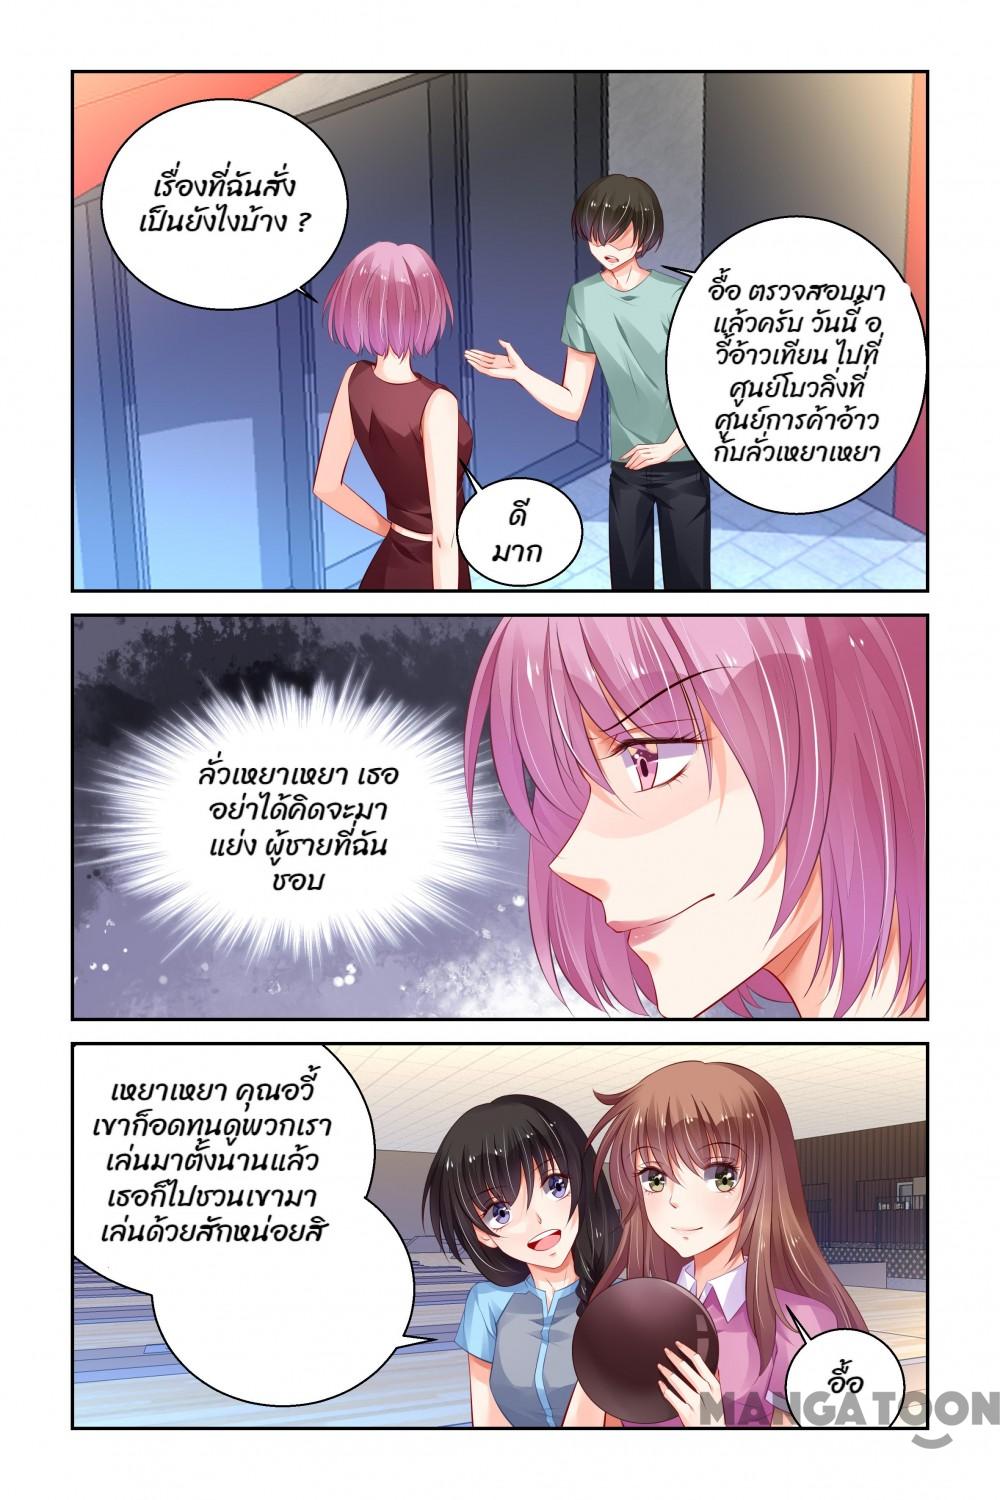 เรื่องที่ฉันสั่ง
เป็นยังไงบ้าง ?
อื้อ ตรวจสอบมา
แล้วครับ วันนี้ อ
วี้อ้าวเทียน ไปที่
ศูนย์โบวลิ่งที่
ศูนย์การค้าอ้าว
กับลั่วเหยาเหยา
ดี
มาก
ลั่วเหยาเหยา เธอ
อย่าได้คิดจะมา
แย่ง ผู้ชายที่ฉัน
ชอบ
เหยาเหยา คุณอวี้
เขาก็อดทนดูพวกเรา
เล่นมาตั้งนานแล้ว
เธอก็ไปชวนเขามา
เล่นด้วยสักหน่อยสิ
อื้อ
MANGATOON